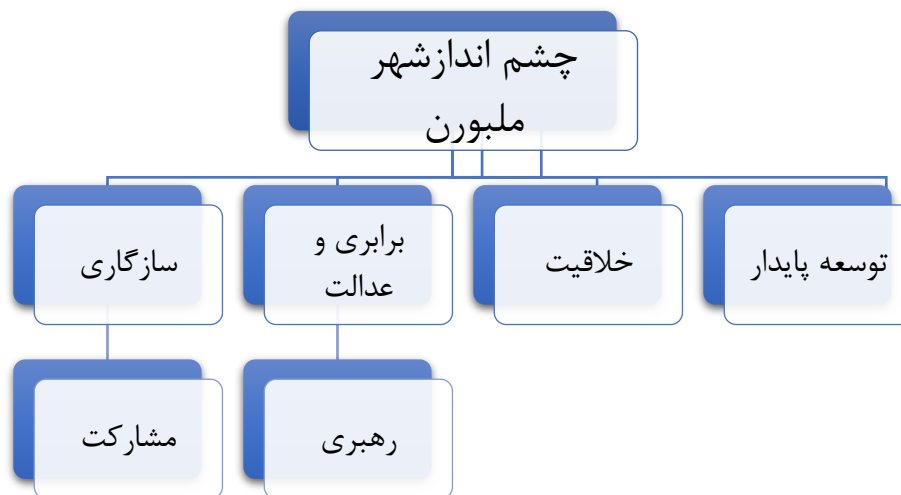 چشم اندازشهر
ملبورن
توسعه پایدار
خلاقیت
برابری و
عدالت
سازگاری
رهبری
مشارکت